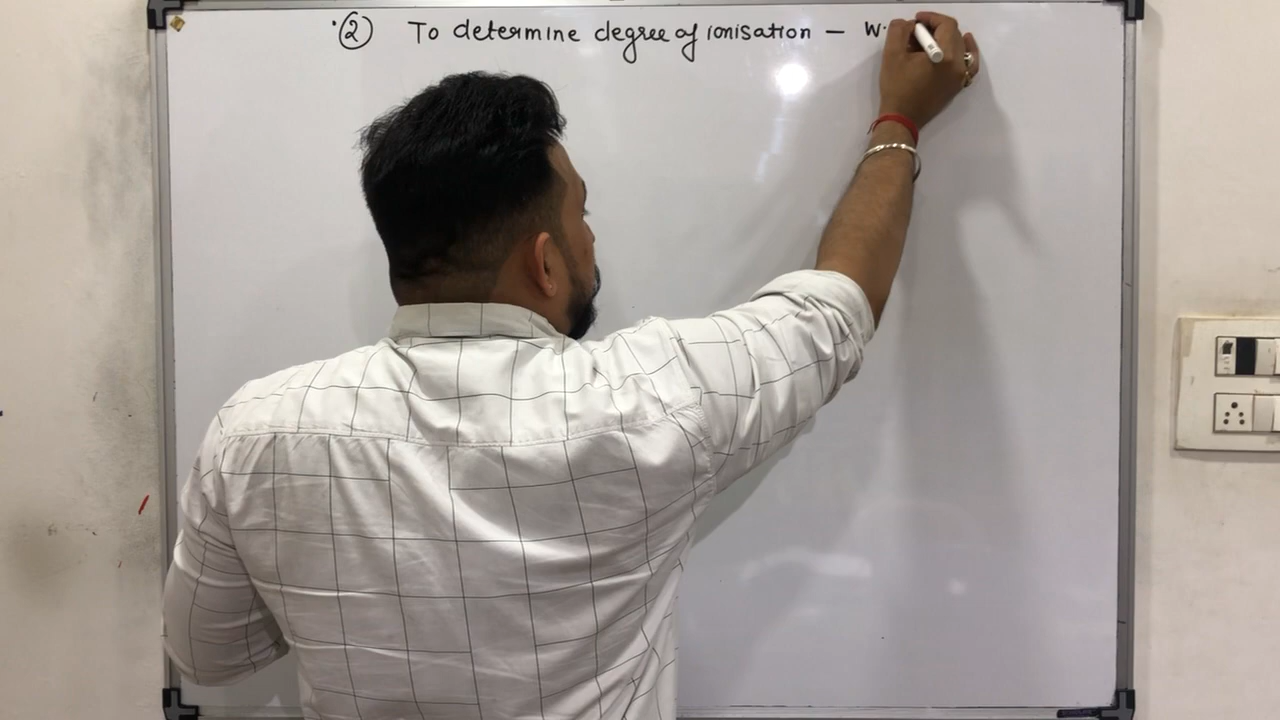 ② To determine degree of ionisation – W.